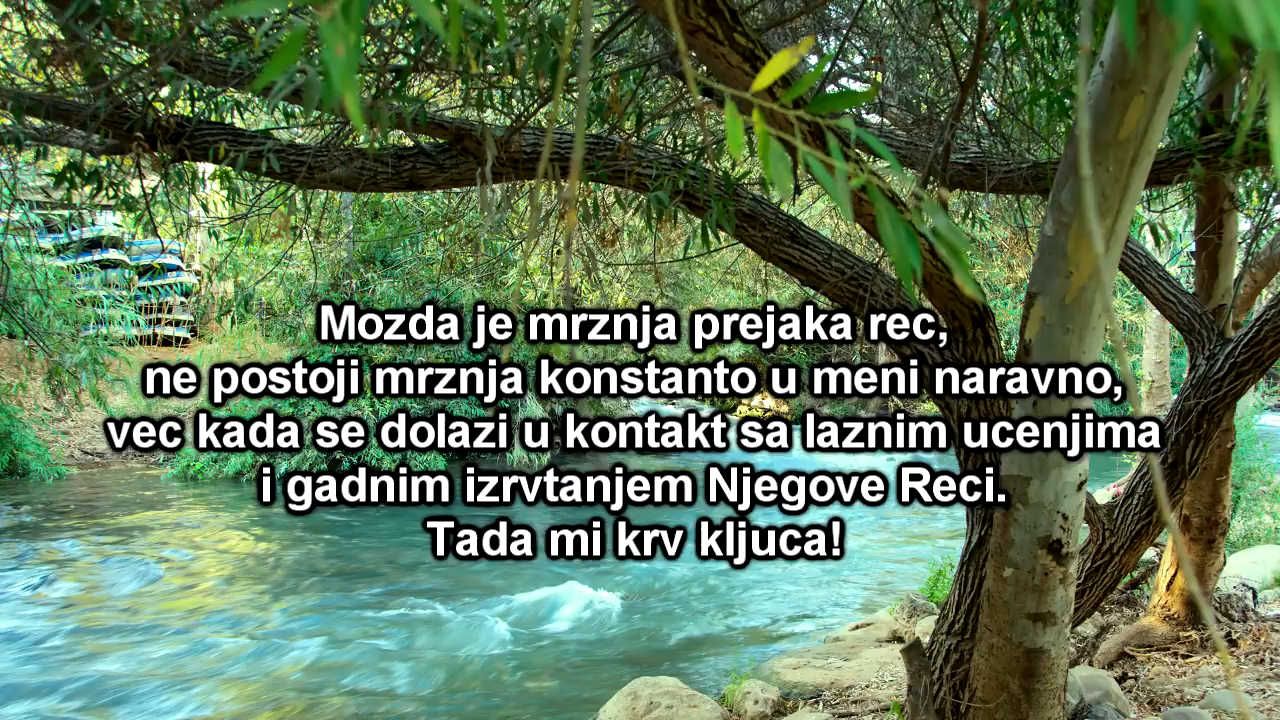 Mozda je mrznja prejaka rec,
ne postoji mrznja konstanto u meni naravno,
vec kada se dolazi u kontakt sa laznim ucenjima
i gadnim izrvtanjem Njegove Reci.
Tada mi krv kljuca!